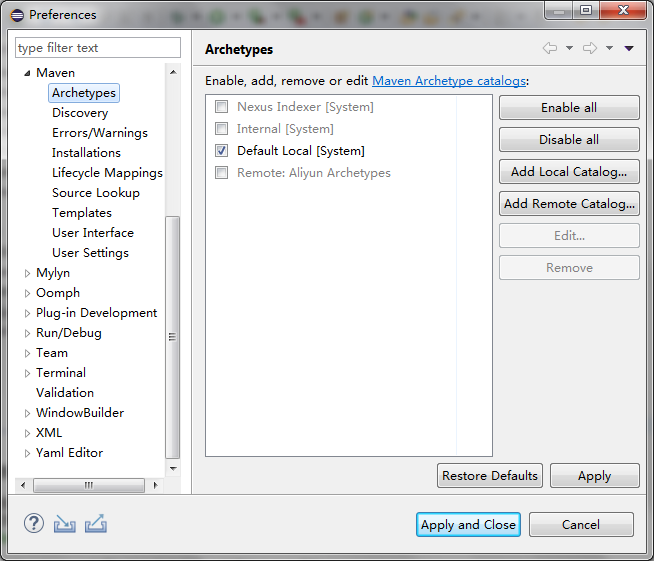 Preferences
type filter text
Maven
Archetypes
Discovery
Errors/Warnings
Installations
Lifecycle Mappings
Source Lookup
Templates
User Interface
User Settings
Mylyn
Oomph
Plug-in Development
Run/Debug
Team
Terminal
Validation
WindowBuilder
XML
Yaml Editor
Archetypes
Enable, add, remove or edit Maven Archetype catalogs:
Nexus Indexer [System]
Internal [System]
Default Local [System]
Remote: Aliyun Archetypes
Enable all
Disable all
Add Local Catalog...
Add Remote Catalog...
Edit...
Remove
Restore Defaults
Apply
?
Apply and Close
Cancel